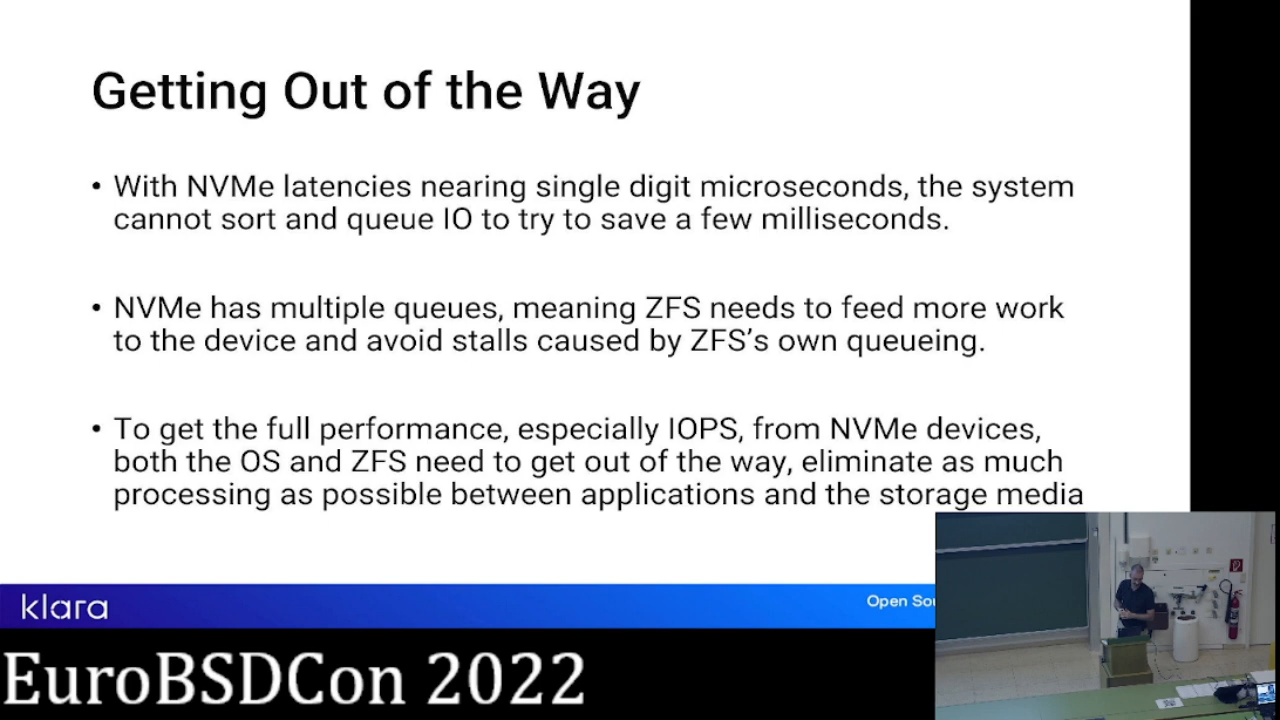 Getting Out of the Way
• With NVMe latencies nearing single digit microseconds, the system
cannot sort and queue IO to try to save a few milliseconds.
• NVMe has multiple queues, meaning ZFS needs to feed more work
to the device and avoid stalls caused by ZFS’s own queueing.
• To get the full performance, especially IOPS, from NVMe devices,
both the OS and ZFS need to get out of the way, eliminate as much
processing as possible between applications and the storage media
klara
Open Sou
EuroBSDCon 2022